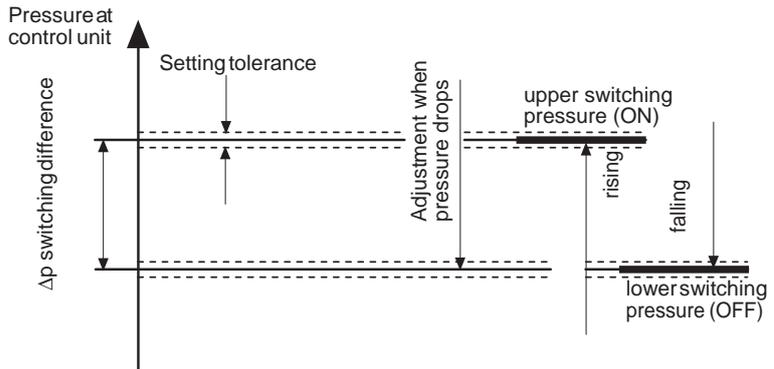 Pressure at
control unit
Setting tolerance
Δp switching difference
Adjustment when
pressure drops
upper switching
pressure (ON)
rising
falling
lower switching
pressure (OFF)